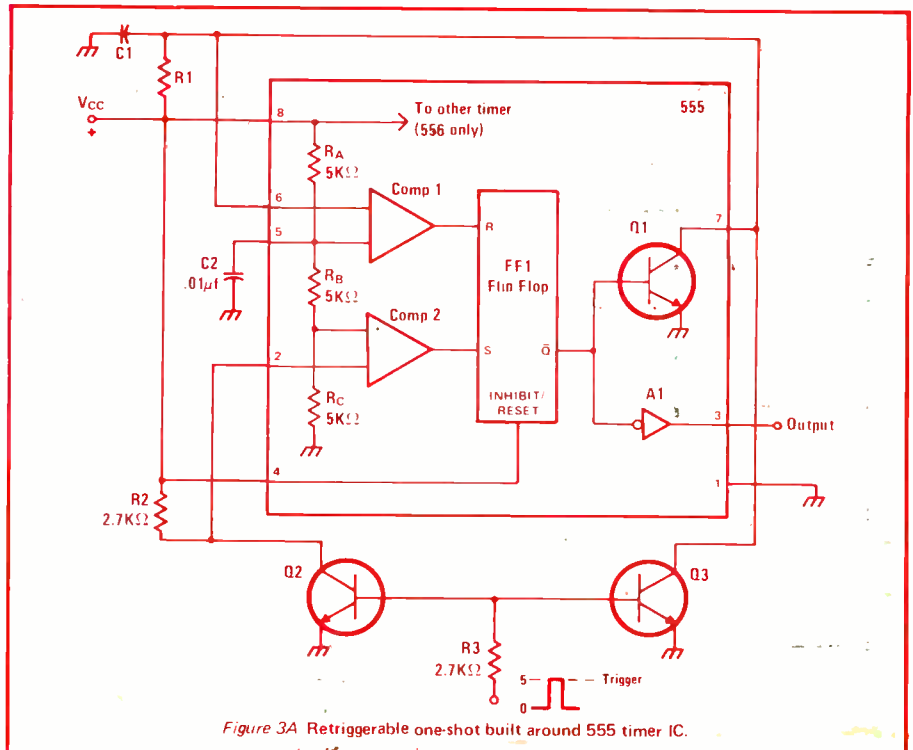 C1
R1
VCC
+
8
To other timer
(556 only)
555
RA
5KΩ
Comp 1
6
5
R
7
Q1
FF1
Flip Flop
C2
.01μf
RB
5KΩ
Comp 2
2
S
Q̄
INHIBIT/
RESET
A1
3
Output
RC
5KΩ
4
1
R2
2.7KΩ
Q2
Q3
R3
2.7KΩ
5
Trigger
0
Figure 3A Retriggerable one-shot built around 555 timer IC.